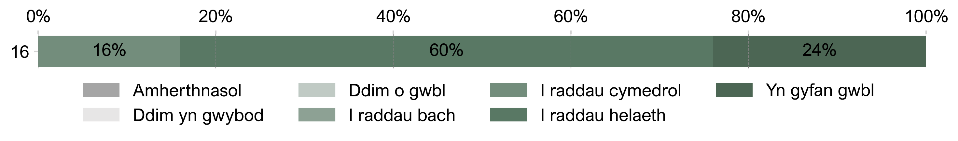 0% 20% 40% 60% 80% 100%
16 16% 60% 24%
Amherthnasol Ddim o gwbl I raddau cymedrol Yn gyfan gwbl
Ddim yn gwybod I raddau bach I raddau helaeth